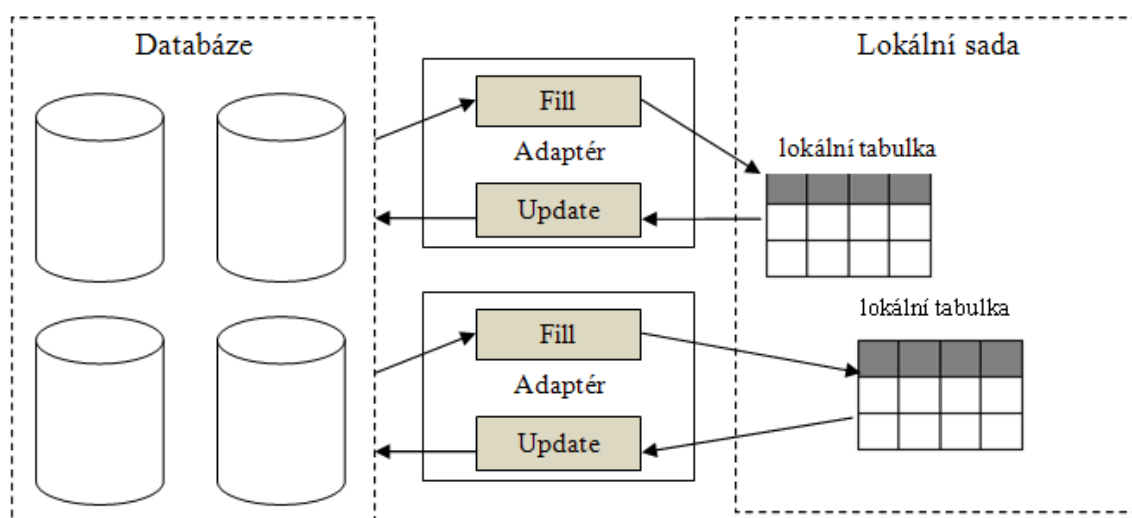 Databáze
Lokální sada
Fill
Adaptér
Update
lokální tabulka
Fill
Adaptér
Update
lokální tabulka